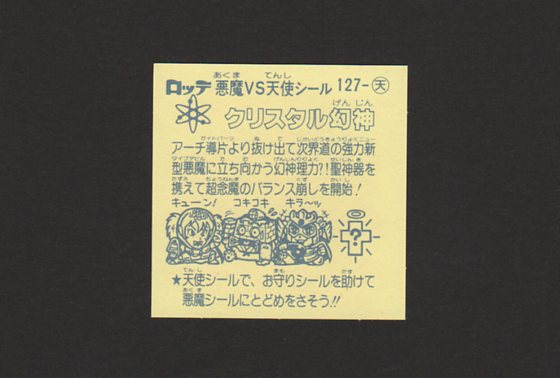 ロッテ 悪魔VS天使シール 127-天
クリスタル幻神
アーチ導片より抜け出て次界道の強力新
型悪魔に立ち向かう幻神理力?!聖神器を
携えて超念魔のバランス崩しを開始!
キューン! コキコキ キラ〜ッ
?
★天使シールで、お守りシールを助けて
悪魔シールにとどめをさそう!!